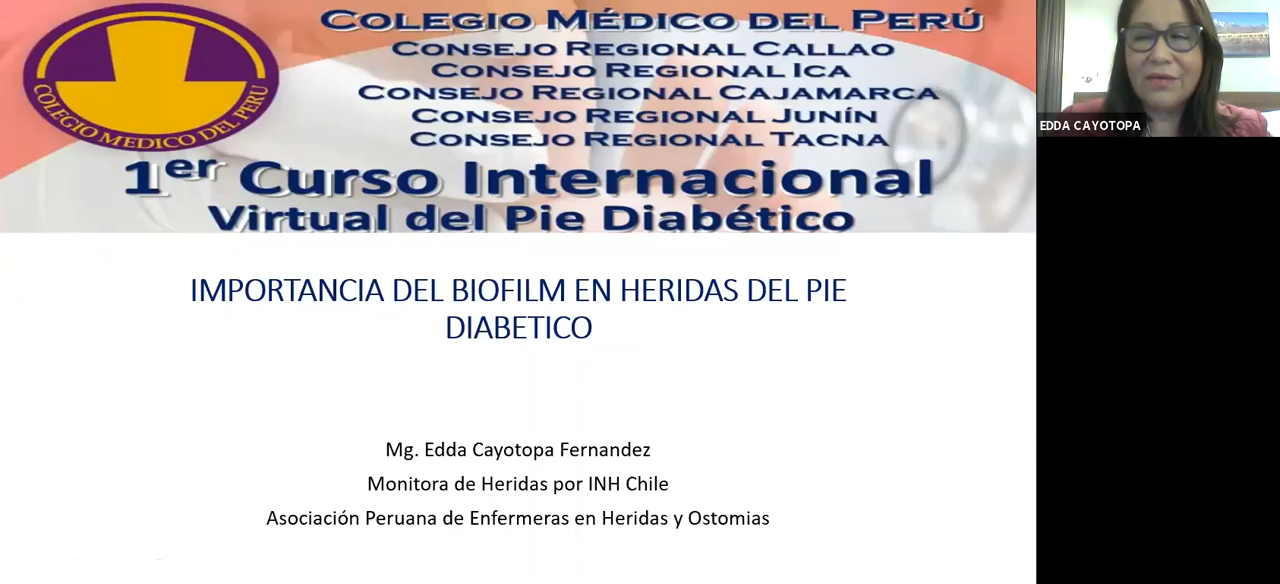 COLEGIO MÉDICO DEL PERÚ
CONSEJO REGIONAL CALLAO
CONSEJO REGIONAL ICA
CONSEJO REGIONAL CAJAMARCA
CONSEJO REGIONAL JUNÍN
CONSEJO REGIONAL TACNA
COLEGIO MEDICO DEL PERU
1er Curso Internacional
Virtual del Pie Diabético
EDDA CAYOTOPA
IMPORTANCIA DEL BIOFILM EN HERIDAS DEL PIE
DIABETICO
Mg. Edda Cayotopa Fernandez
Monitora de Heridas por INH Chile
Asociación Peruana de Enfermeras en Heridas y Ostomias